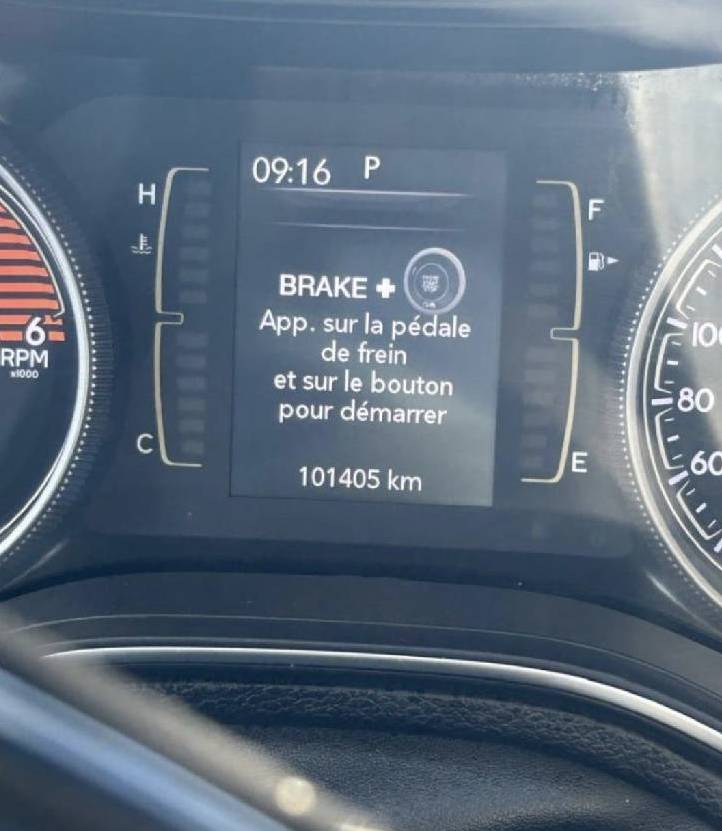 09:16 P
H
F
BRAKE +
App. sur la pédale
de frein
et sur le bouton
pour démarrer
6
RPM
x1000
100
80
60
C
E
101405 km